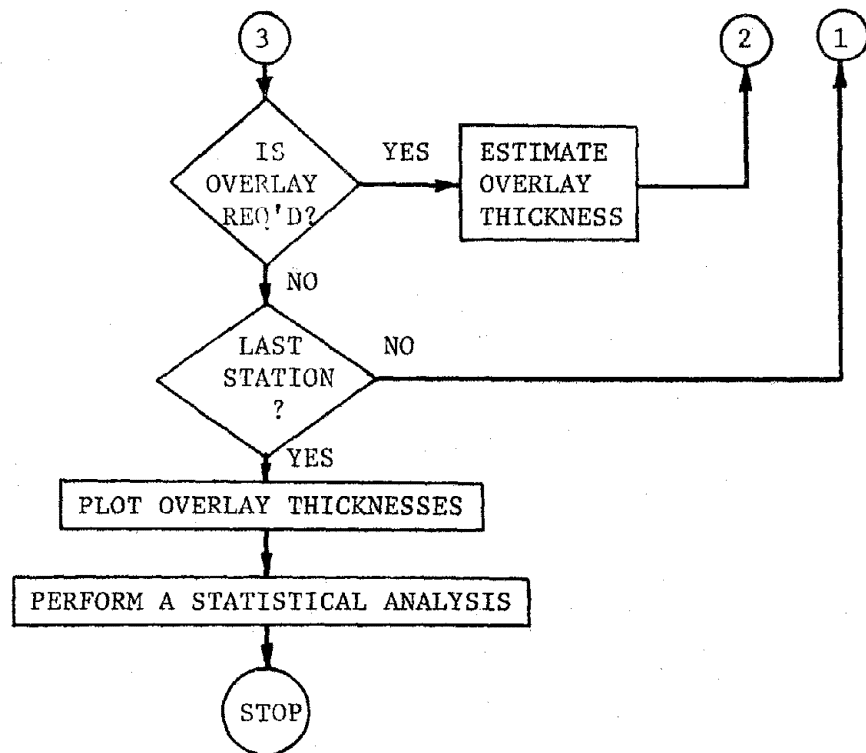 3
2
1
IS
OVERLAY
REQ'D?
YES
ESTIMATE
OVERLAY
THICKNESS
NO
LAST
STATION
?
NO
YES
PLOT OVERLAY THICKNESSES
PERFORM A STATISTICAL ANALYSIS
STOP